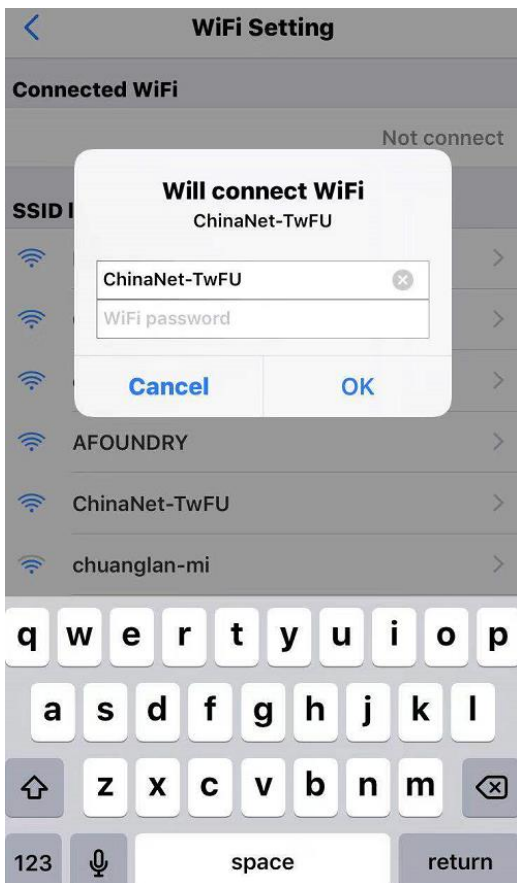 WiFi Setting
Connected WiFi
Not connect
Will connect WiFi
ChinaNet-TwFU
SSID
ChinaNet-TwFU
WiFi password
Cancel OK
AFOUNDRY
ChinaNet-TwFU
chuanglan-mi
q w e r t y u i o p
a s d f g h j k l
z x c v b n m
123 space return